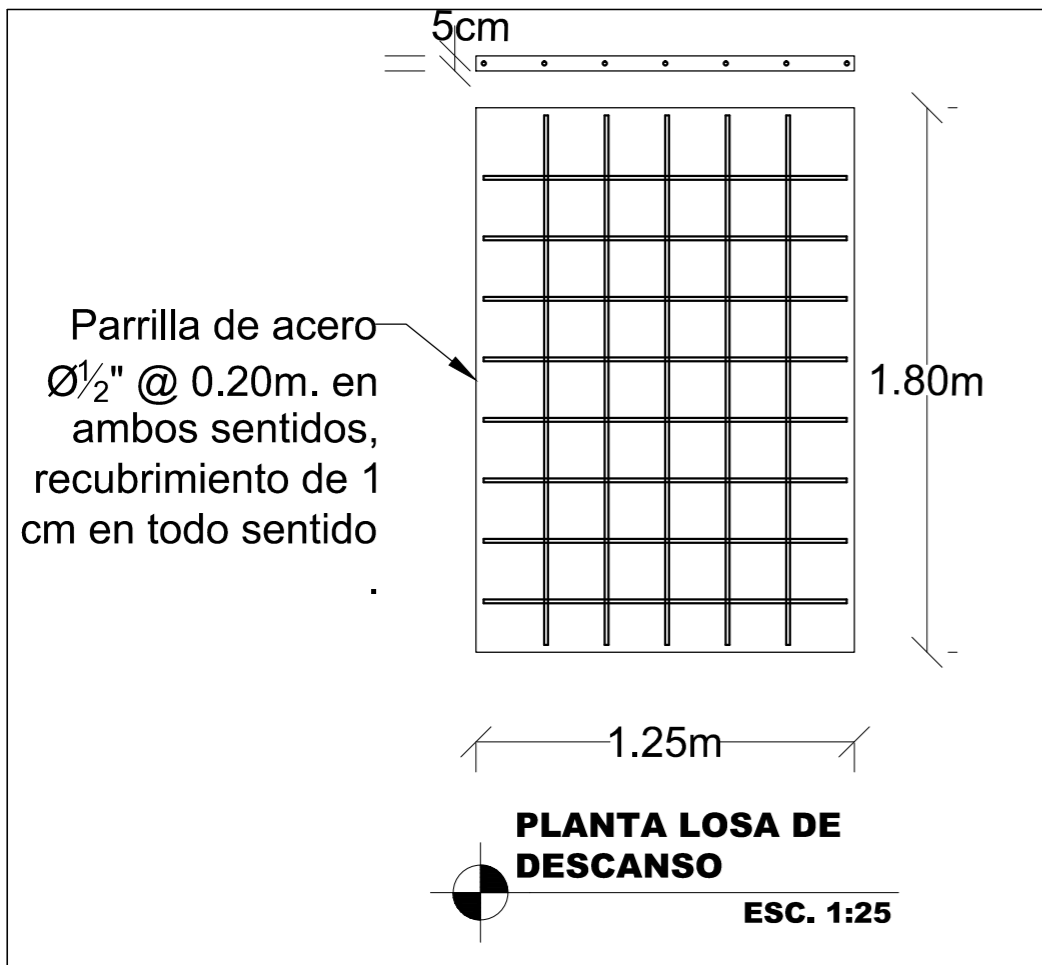 5cm
Parrilla de acero
Ø½" @ 0.20m. en
ambos sentidos,
recubrimiento de 1
cm en todo sentido
.
1.80m
1.25m
PLANTA LOSA DE
DESCANSO
ESC. 1:25